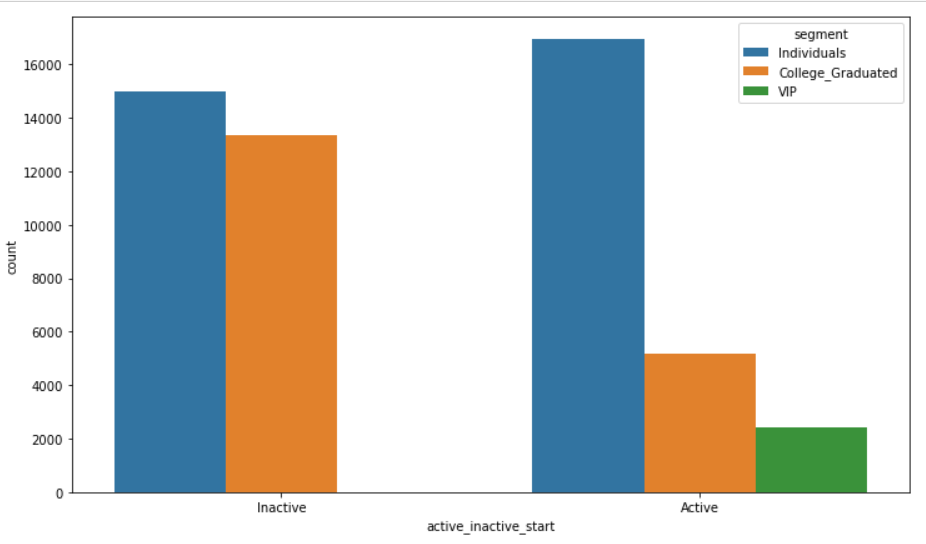 segment
Individuals
College_Graduated
VIP
16000
14000
12000
10000
8000
6000
4000
2000
0
count
Inactive
Active
active_inactive_start